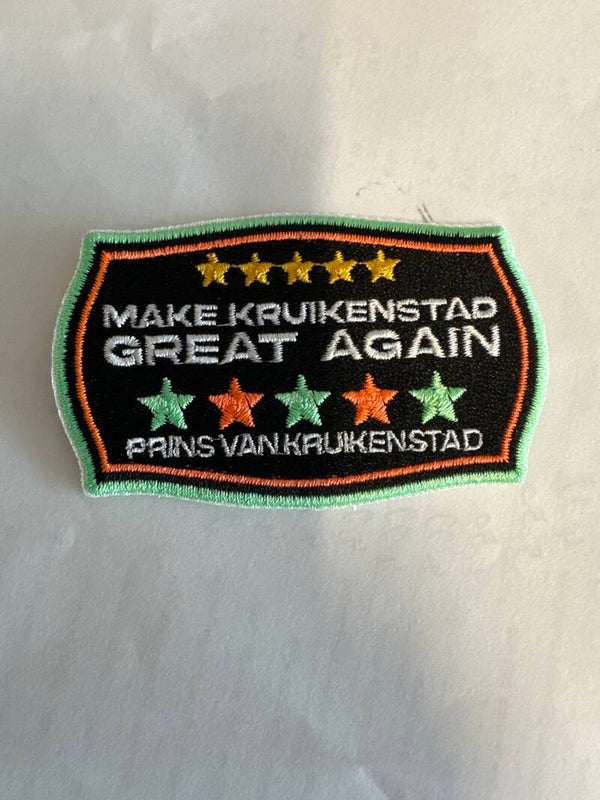 MAKE KRUIKENSTAD
GREAT AGAIN
PRINS VAN KRUIKENSTAD